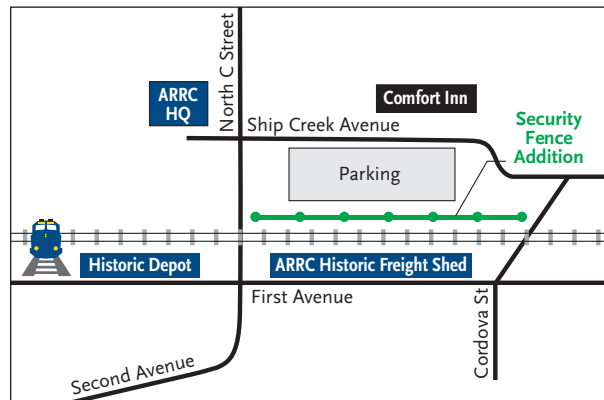 North C Street
ARRC
HQ
Comfort Inn
Ship Creek Avenue
Security
Fence
Addition
Parking
Historic Depot
ARRC Historic Freight Shed
First Avenue
Cordova St
Second Avenue